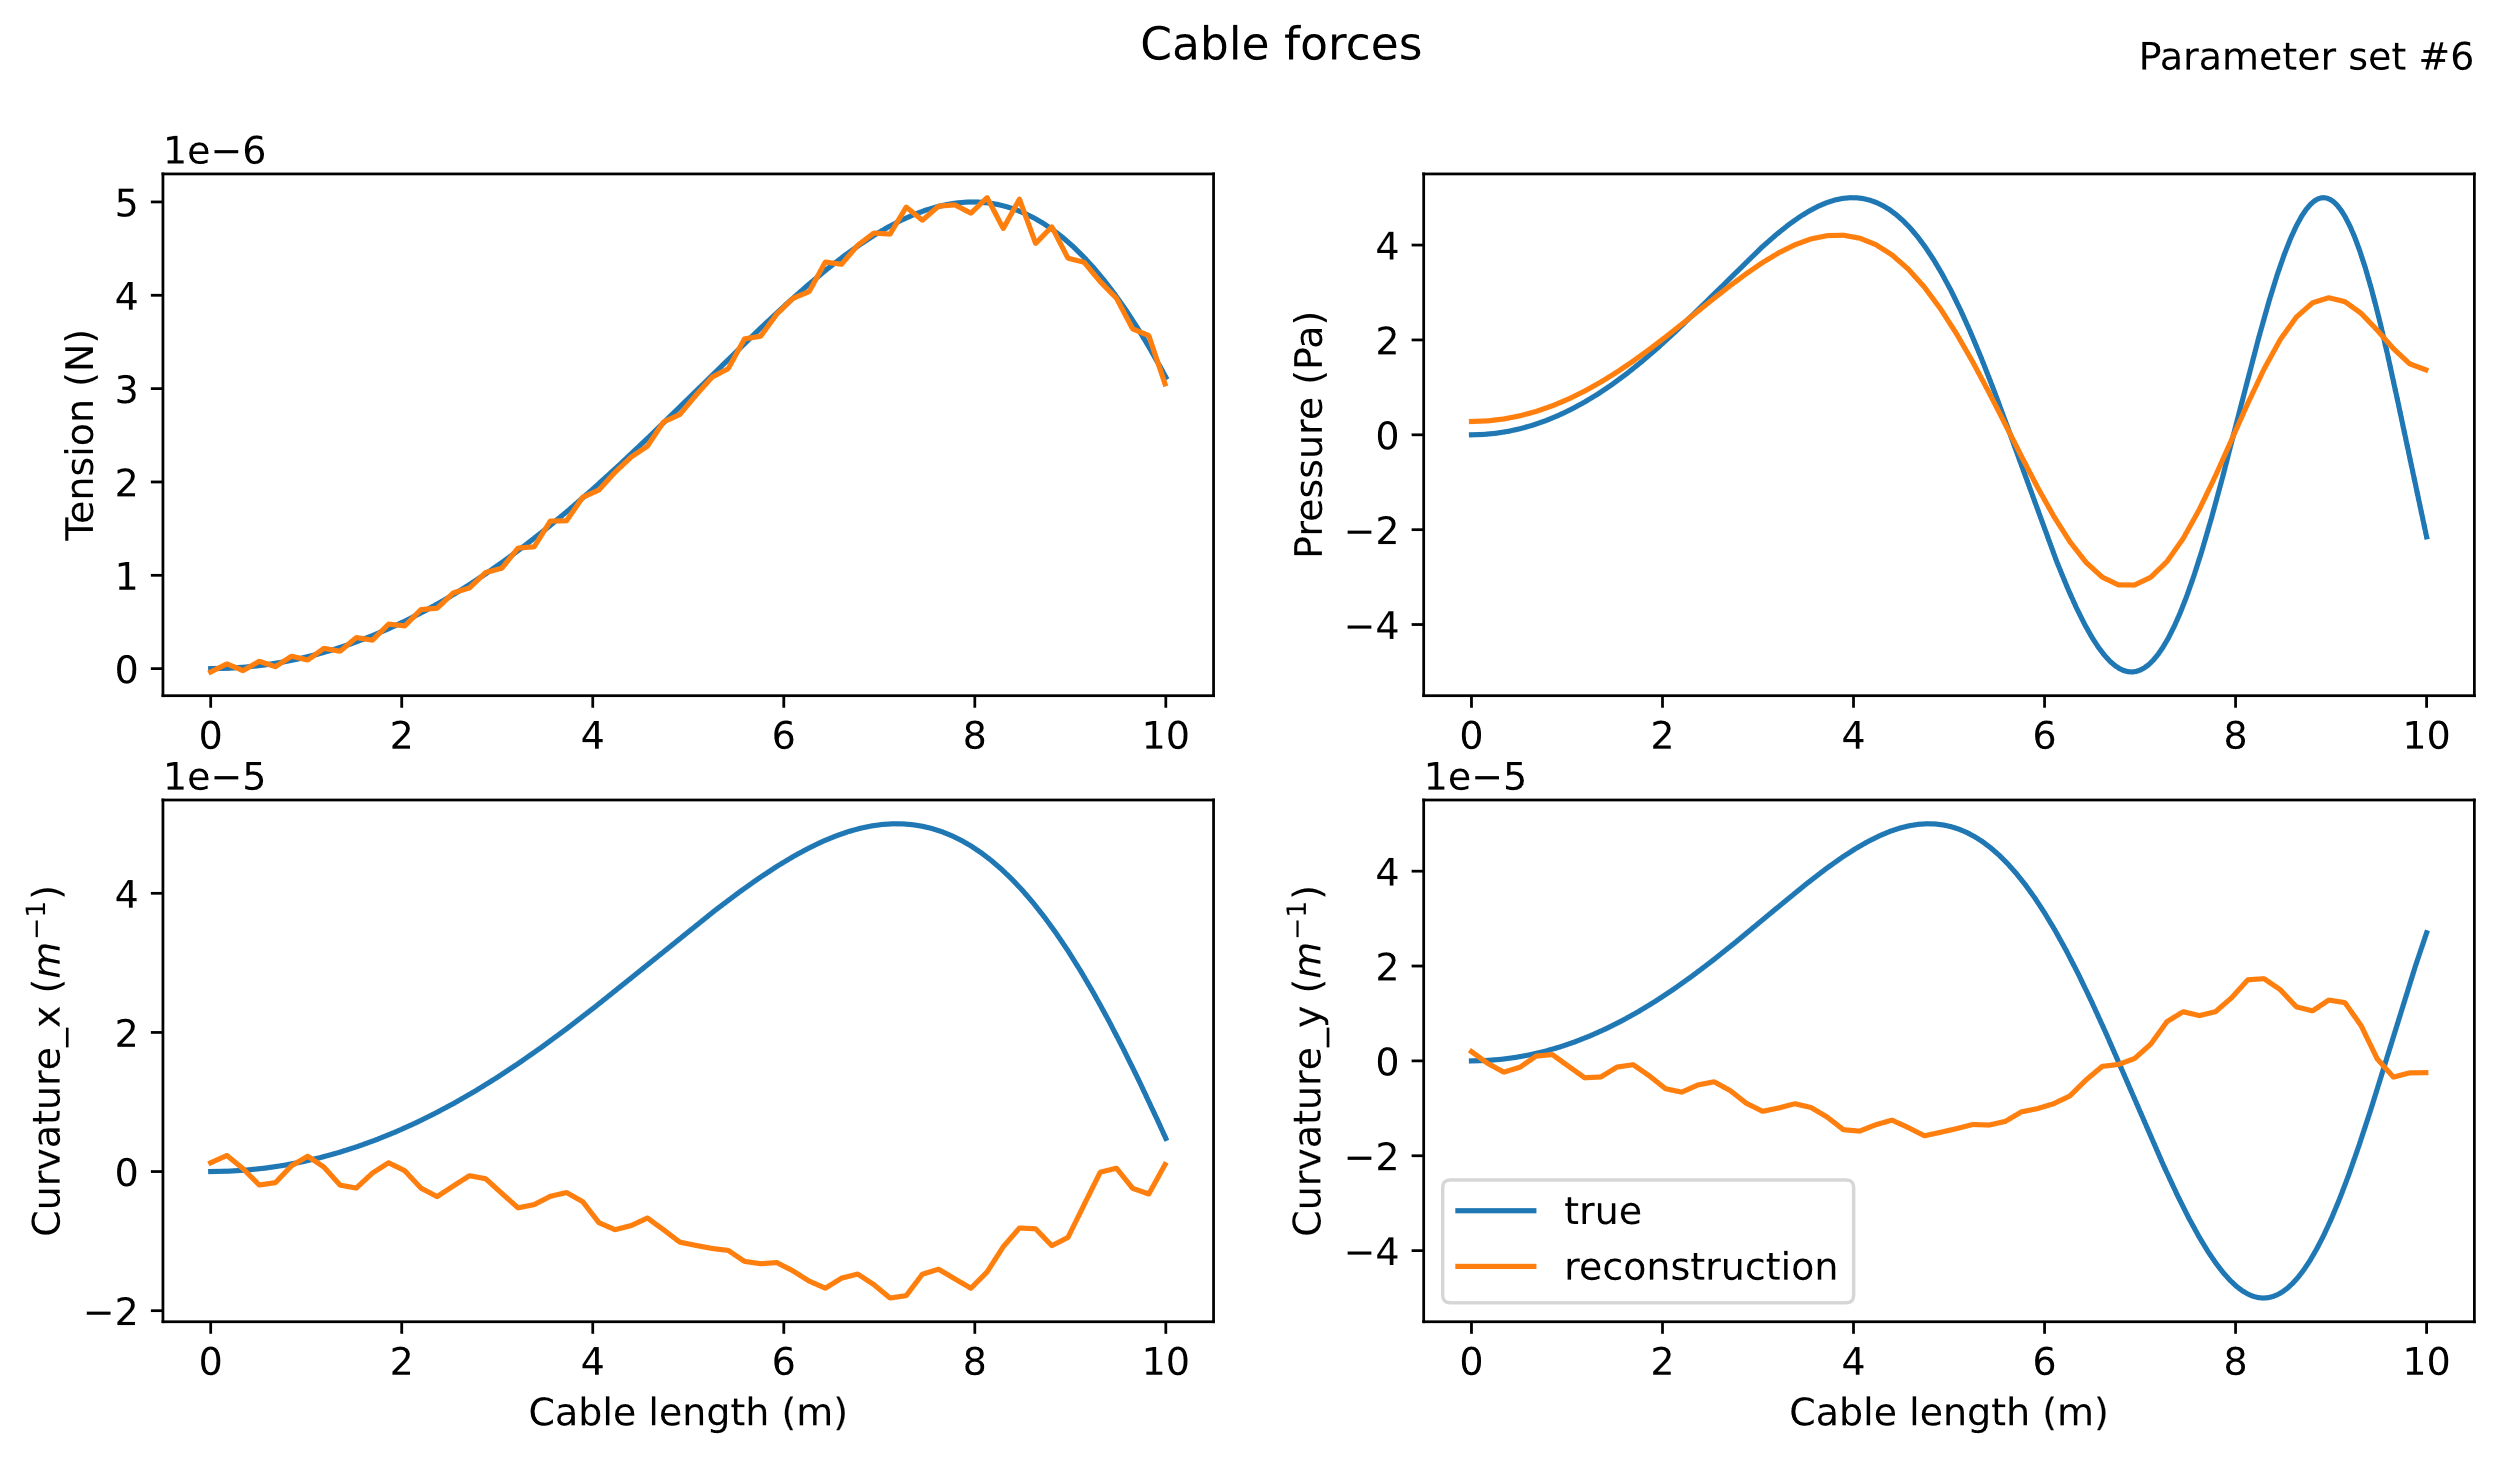 Cable forces
Parameter set #6
1e−6
5
4
3
2
1
0
Tension (N)
0 2 4 6 8 10
4
2
0
−2
−4
Pressure (Pa)
0 2 4 6 8 10
1e−5
4
2
0
−2
Curvature_x (m⁻¹)
0 2 4 6 8 10
Cable length (m)
1e−5
4
2
0
−2
−4
Curvature_y (m⁻¹)
true
reconstruction
0 2 4 6 8 10
Cable length (m)